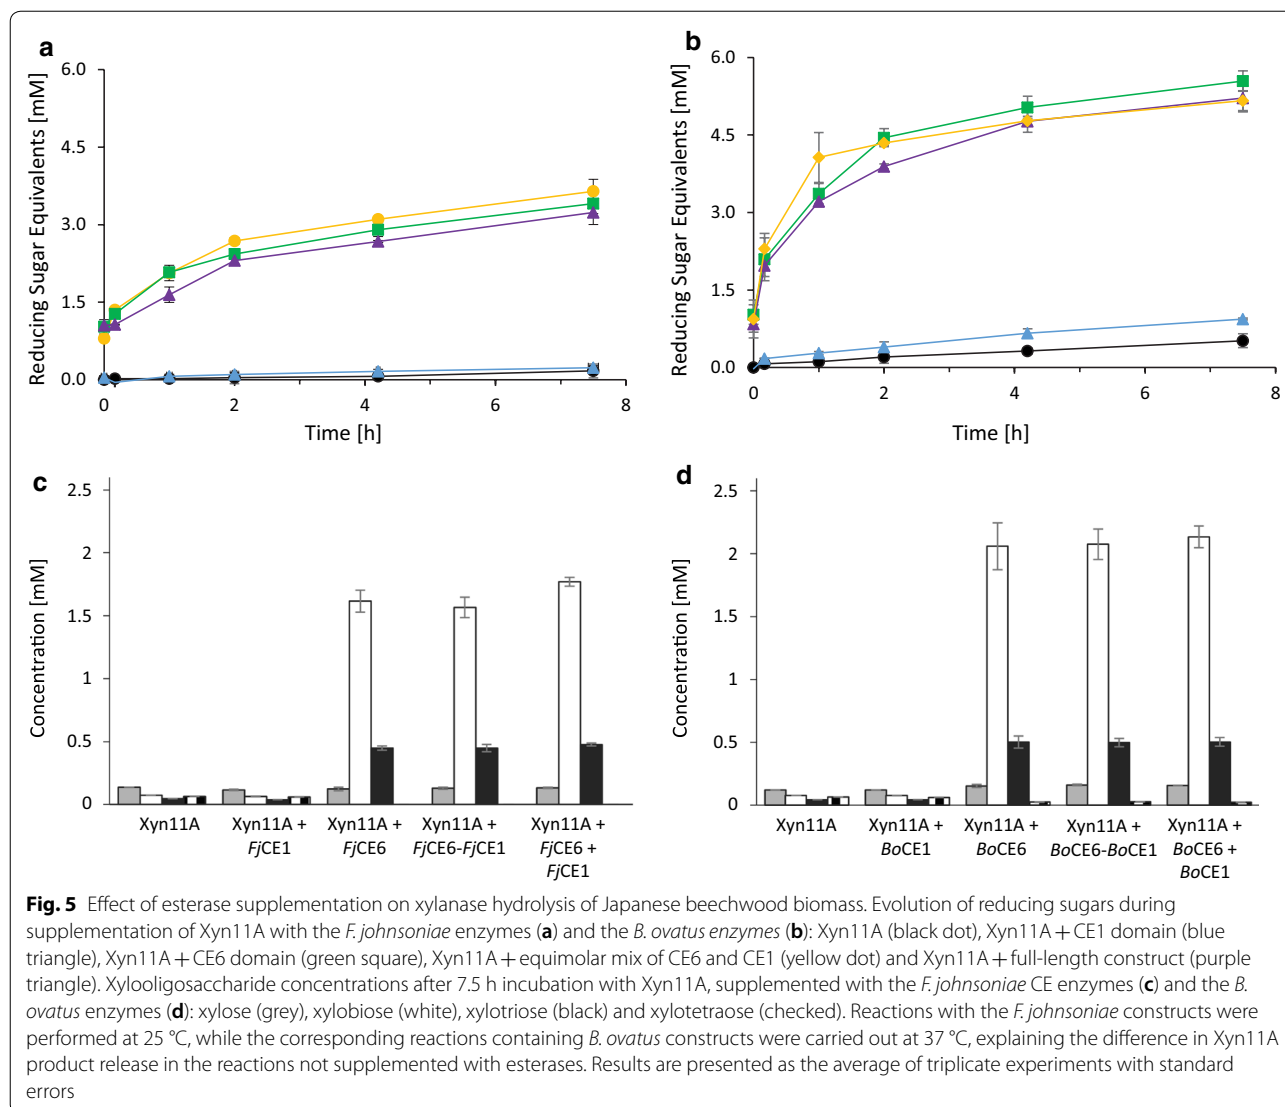 a
Reducing Sugar Equivalents [mM]
6.0
4.5
3.0
1.5
0.0
0 2 4 6 8
Time [h]
b
Reducing Sugar Equivalents [mM]
6.0
4.5
3.0
1.5
0.0
0 2 4 6 8
Time [h]
c
Concentration [mM]
2.5
2
1.5
1
0.5
0
Xyn11A
Xyn11A +
FjCE1
Xyn11A +
FjCE6
Xyn11A +
FjCE6-FjCE1
Xyn11A +
FjCE6 +
FjCE1
d
Concentration [mM]
2.5
2
1.5
1
0.5
0
Xyn11A
Xyn11A +
BoCE1
Xyn11A +
BoCE6
Xyn11A +
BoCE6-BoCE1
Xyn11A +
BoCE6 +
BoCE1
Fig. 5 Effect of esterase supplementation on xylanase hydrolysis of Japanese beechwood biomass. Evolution of reducing sugars during
supplementation of Xyn11A with the F. johnsoniae enzymes (a) and the B. ovatus enzymes (b): Xyn11A (black dot), Xyn11A + CE1 domain (blue
triangle), Xyn11A + CE6 domain (green square), Xyn11A + equimolar mix of CE6 and CE1 (yellow dot) and Xyn11A + full-length construct (purple
triangle). Xylooligosaccharide concentrations after 7.5 h incubation with Xyn11A, supplemented with the F. johnsoniae CE enzymes (c) and the B.
ovatus enzymes (d): xylose (grey), xylobiose (white), xylotriose (black) and xylotetraose (checked). Reactions with the F. johnsoniae constructs were
performed at 25 °C, while the corresponding reactions containing B. ovatus constructs were carried out at 37 °C, explaining the difference in Xyn11A
product release in the reactions not supplemented with esterases. Results are presented as the average of triplicate experiments with standard
errors